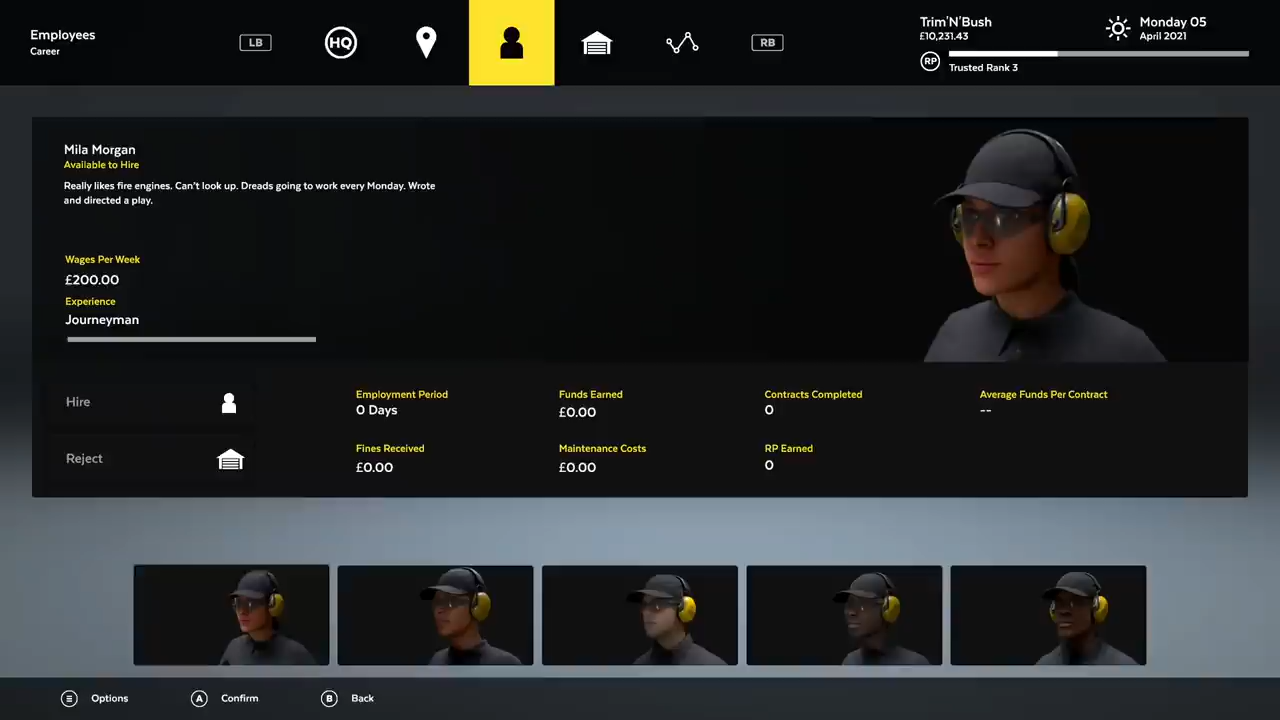 Employees
Career
LB
HQ
RB
Trim'N'Bush
£10,231.43
Monday 05
April 2021
RP
Trusted Rank 3
Mila Morgan
Available to Hire
Really likes fire engines. Can't look up. Dreads going to work every Monday. Wrote
and directed a play.
Wages Per Week
£200.00
Experience
Journeyman
Hire
Reject
Employment Period
0 Days
Funds Earned
£0.00
Contracts Completed
0
Average Funds Per Contract
--
Fines Received
£0.00
Maintenance Costs
£0.00
RP Earned
0
Options
A
Confirm
B
Back